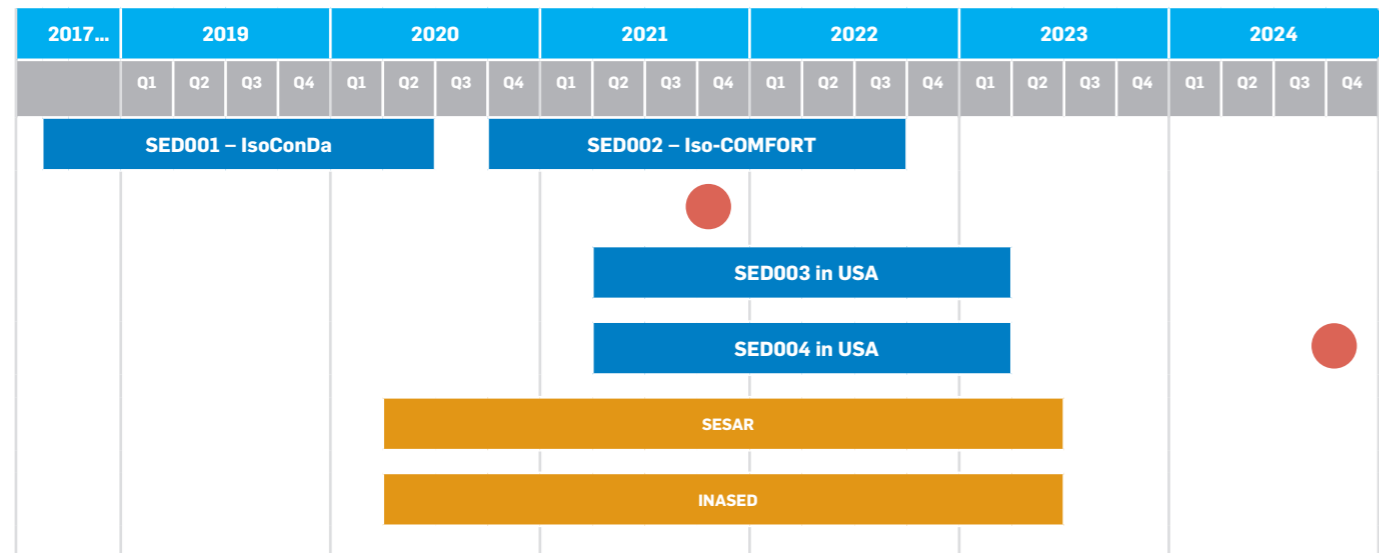 2017... 2019 2020 2021 2022 2023 2024
Q1 Q2 Q3 Q4 Q1 Q2 Q3 Q4 Q1 Q2 Q3 Q4 Q1 Q2 Q3 Q4 Q1 Q2 Q3 Q4 Q1 Q2 Q3 Q4
SED001 – IsoConDa SED002 – Iso-COMFORT
SED003 in USA
SED004 in USA
SESAR
INASED